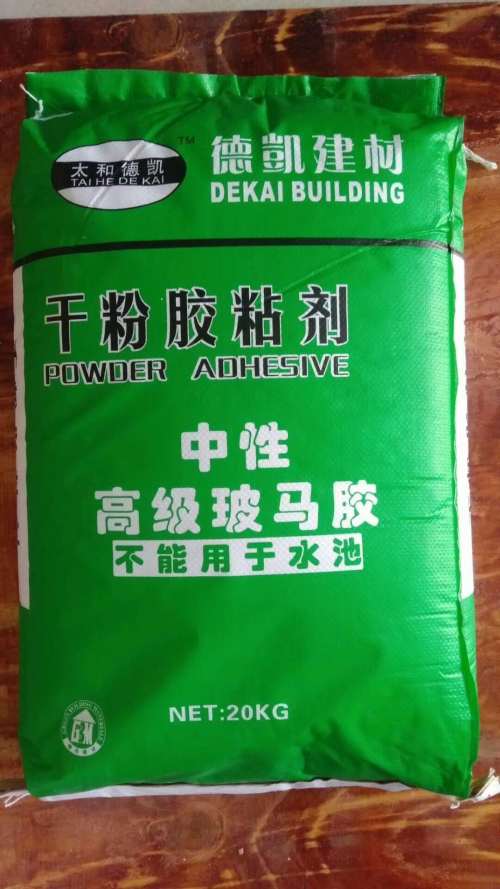 太和德凯
TAI HE DE KAI
TM
德凯建材
DEKAI BUILDING
干粉胶粘剂
POWDER ADHESIVE
中性
高级玻马胶
不能用于水池
NET:20KG